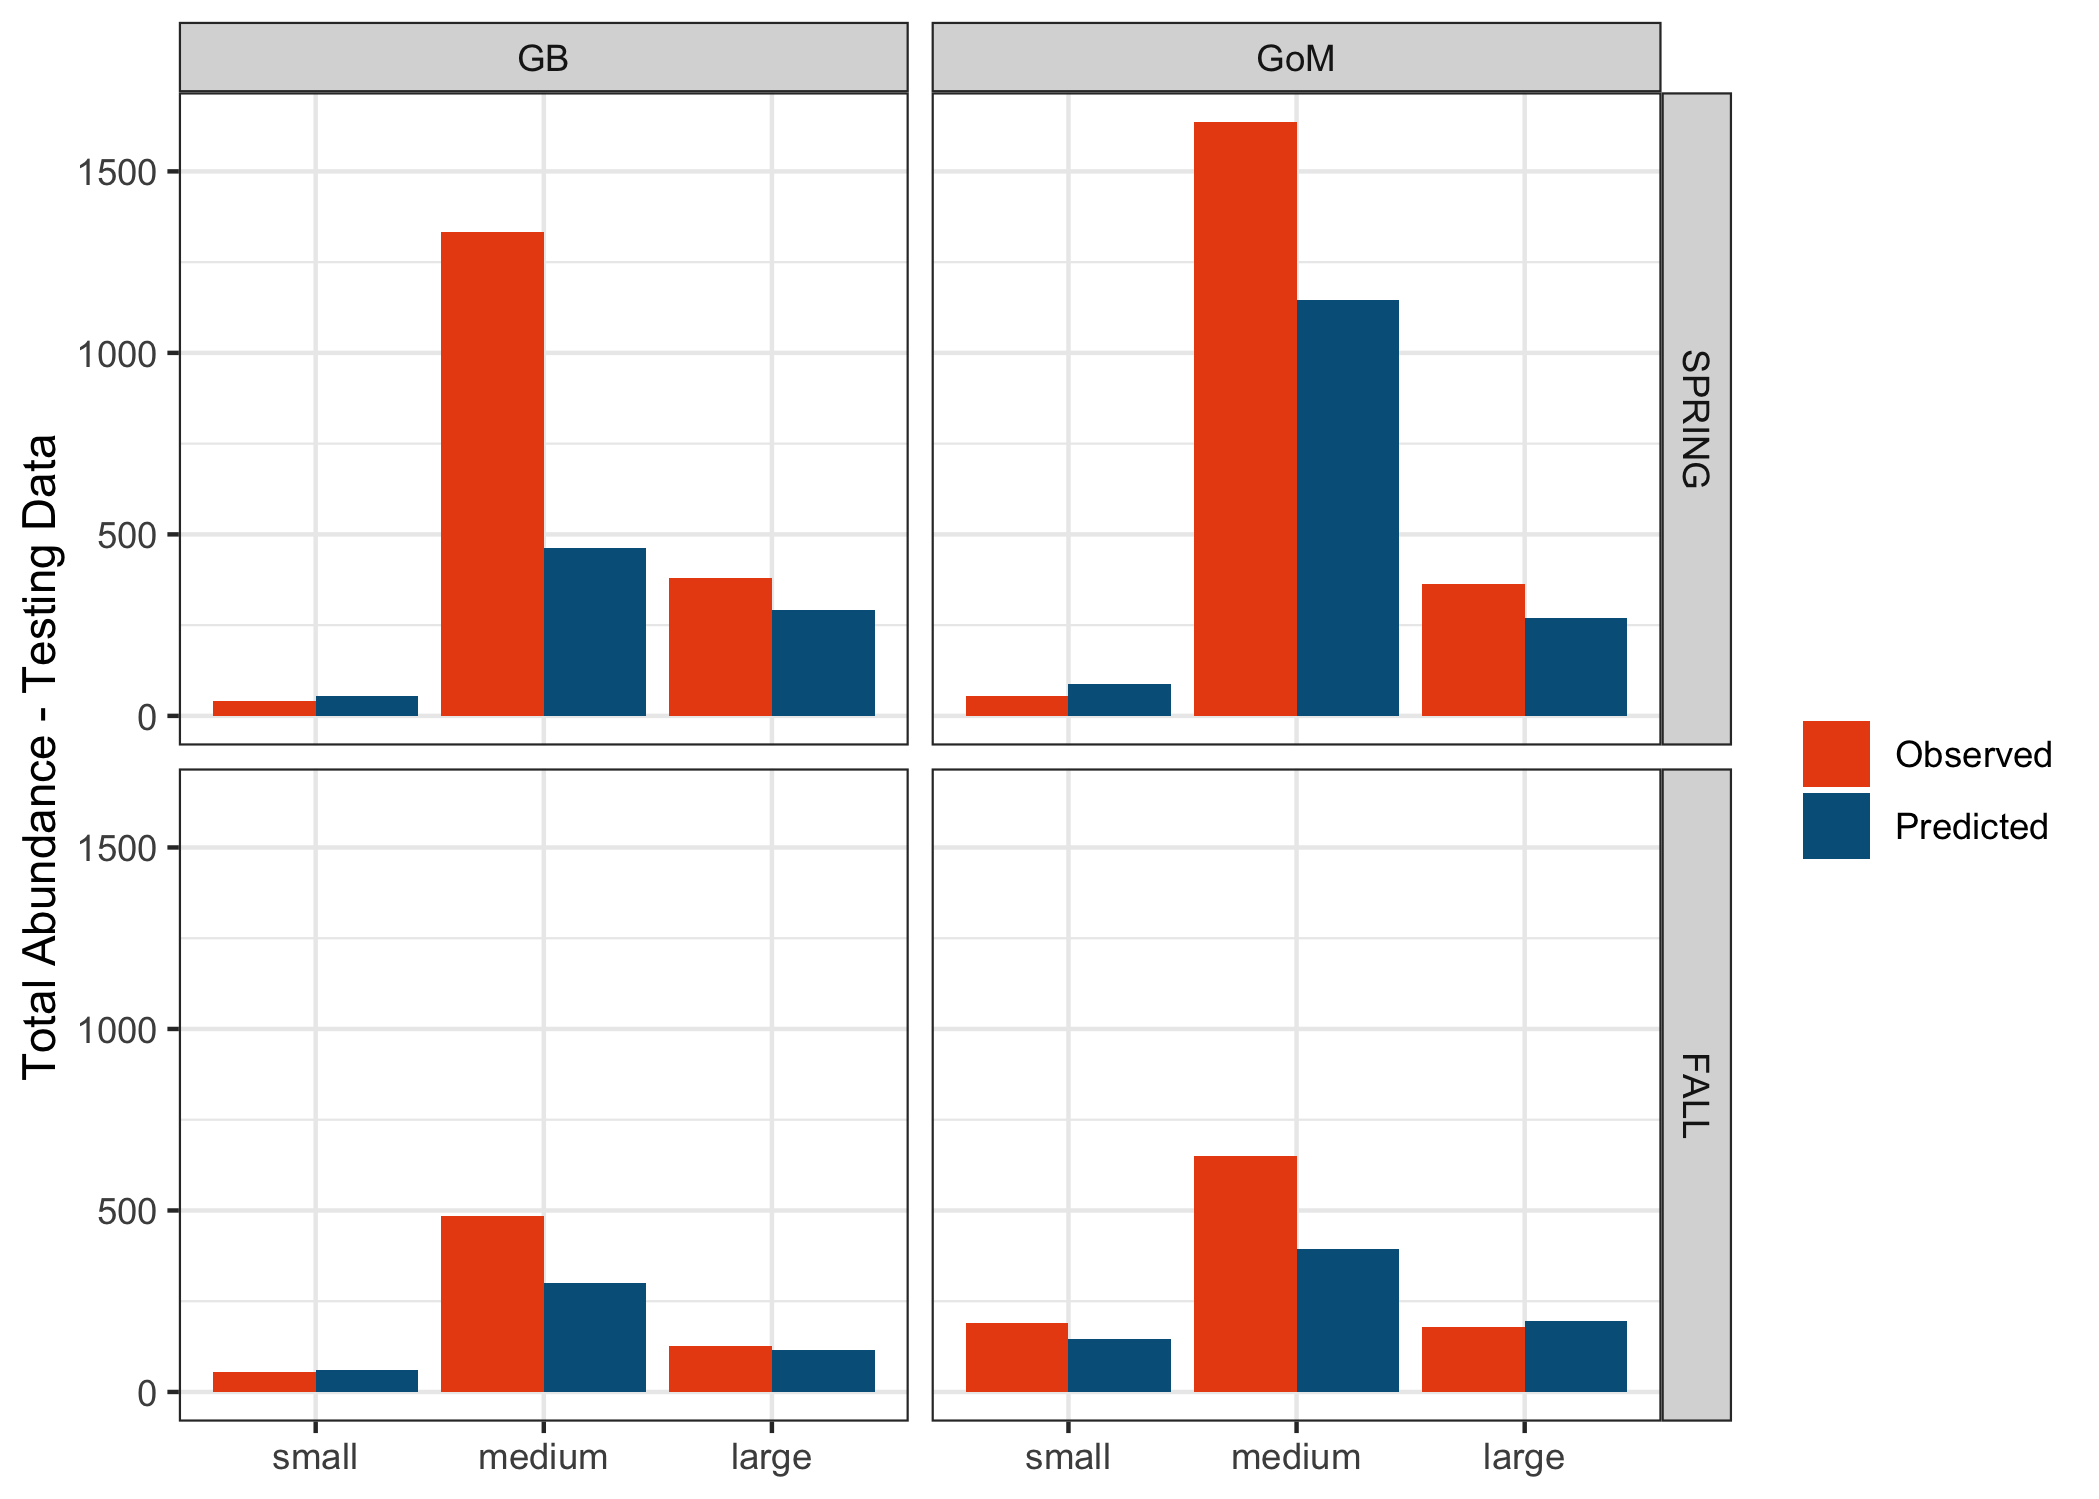 GB
GoM
SPRING
FALL
Total Abundance - Testing Data
1500
1000
500
0
1500
1000
500
0
small
medium
large
small
medium
large
Observed
Predicted